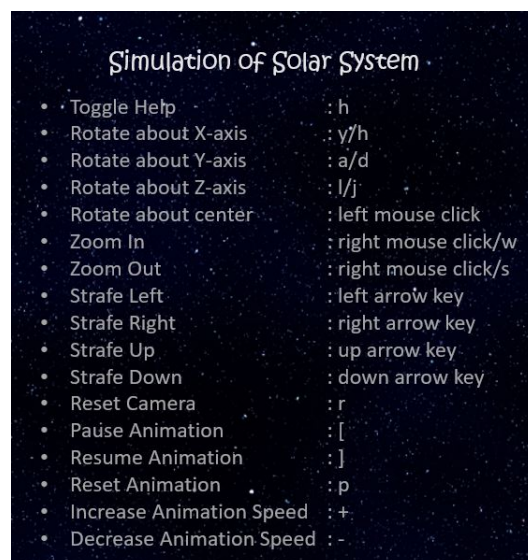 Simulation of Solar System
• Toggle Help : h
• Rotate about X-axis : y/h
• Rotate about Y-axis : a/d
• Rotate about Z-axis : l/j
• Rotate about center : left mouse click
• Zoom In : right mouse click/w
• Zoom Out : right mouse click/s
• Strafe Left : left arrow key
• Strafe Right : right arrow key
• Strafe Up : up arrow key
• Strafe Down : down arrow key
• Reset Camera : r
• Pause Animation : [
• Resume Animation : ]
• Reset Animation : p
• Increase Animation Speed : +
• Decrease Animation Speed : -